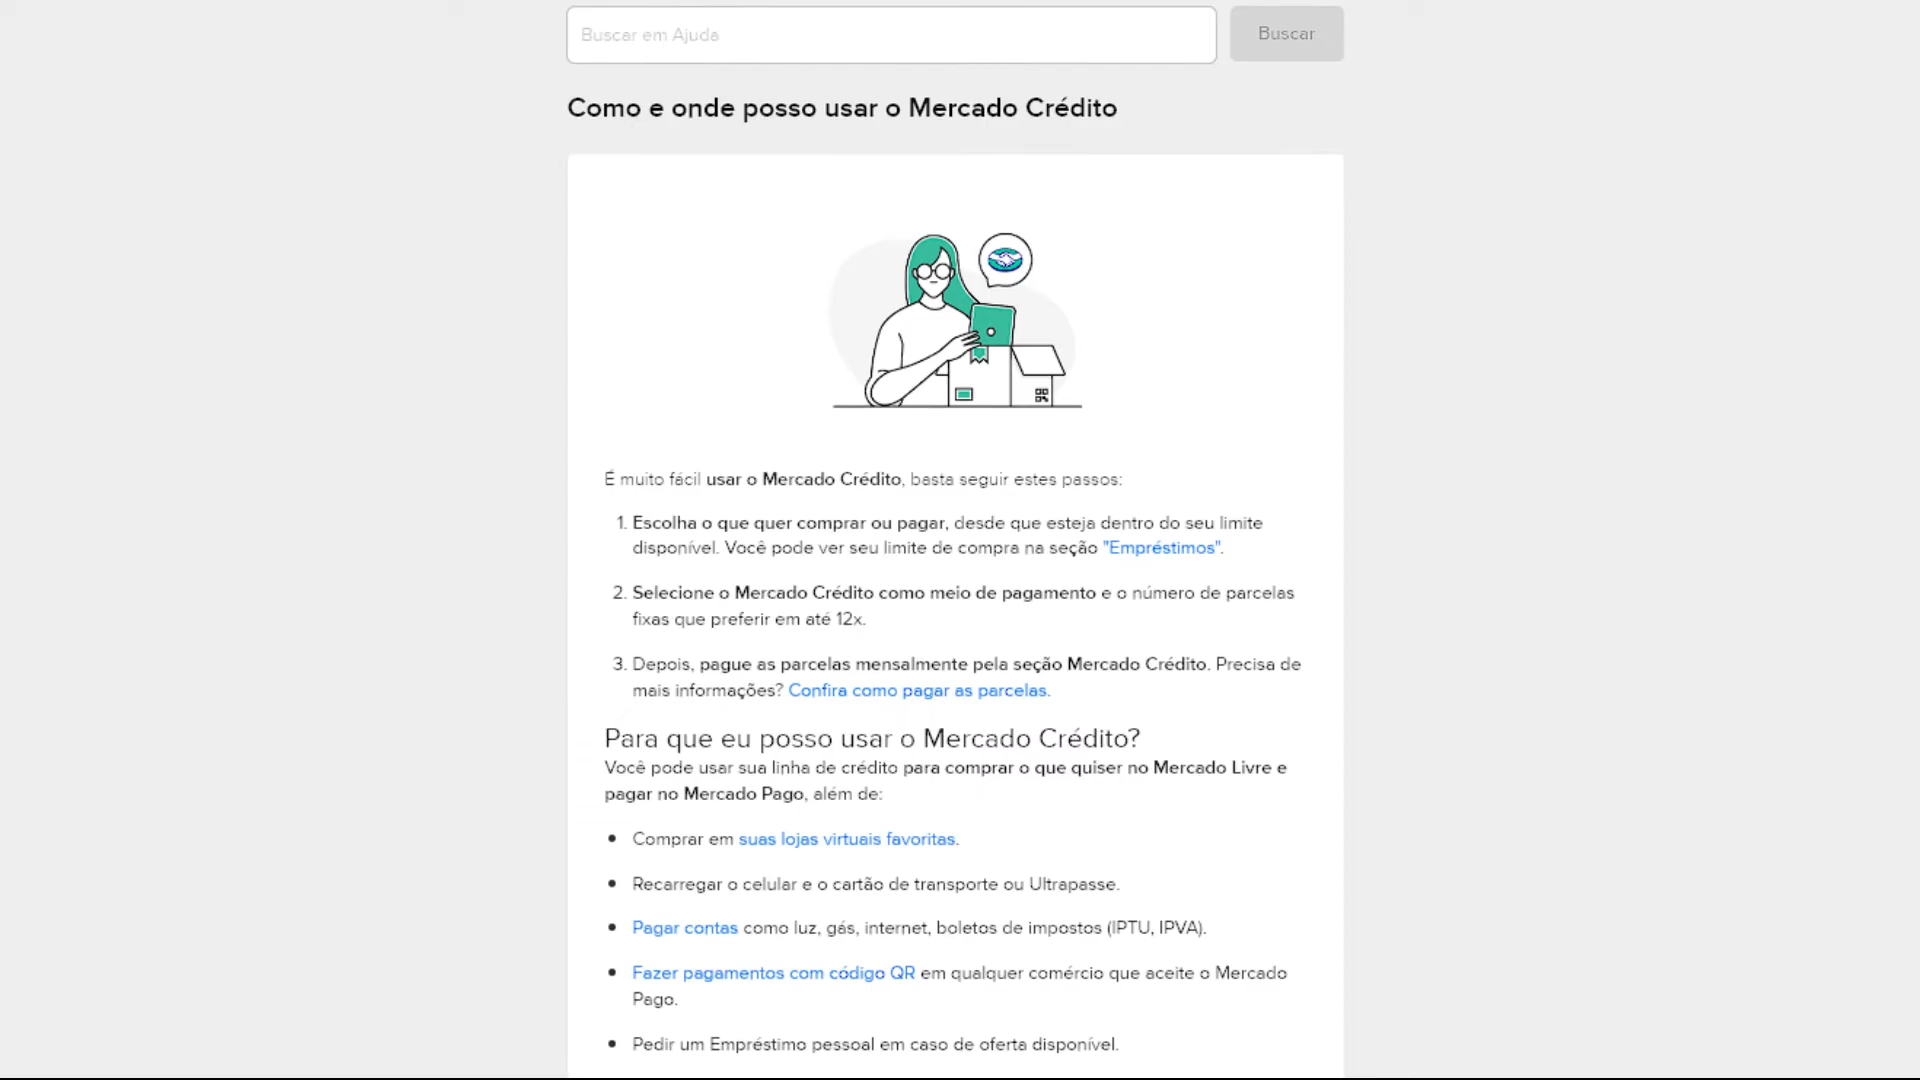 Buscar em Ajuda
Buscar
Como e onde posso usar o Mercado Crédito
É muito fácil usar o Mercado Crédito, basta seguir estes passos:
1. Escolha o que quer comprar ou pagar, desde que esteja dentro do seu limite
disponível. Você pode ver seu limite de compra na seção "Empréstimos".
2. Selecione o Mercado Crédito como meio de pagamento e o número de parcelas
fixas que preferir em até 12x.
3. Depois, pague as parcelas mensalmente pela seção Mercado Crédito. Precisa de
mais informações? Confira como pagar as parcelas.
Para que eu posso usar o Mercado Crédito?
Você pode usar sua linha de crédito para comprar o que quiser no Mercado Livre e
pagar no Mercado Pago, além de:
• Comprar em suas lojas virtuais favoritas.
• Recarregar o celular e o cartão de transporte ou Ultrapasse.
• Pagar contas como luz, gás, internet, boletos de impostos (IPTU, IPVA).
• Fazer pagamentos com código QR em qualquer comércio que aceite o Mercado
Pago.
• Pedir um Empréstimo pessoal em caso de oferta disponível.